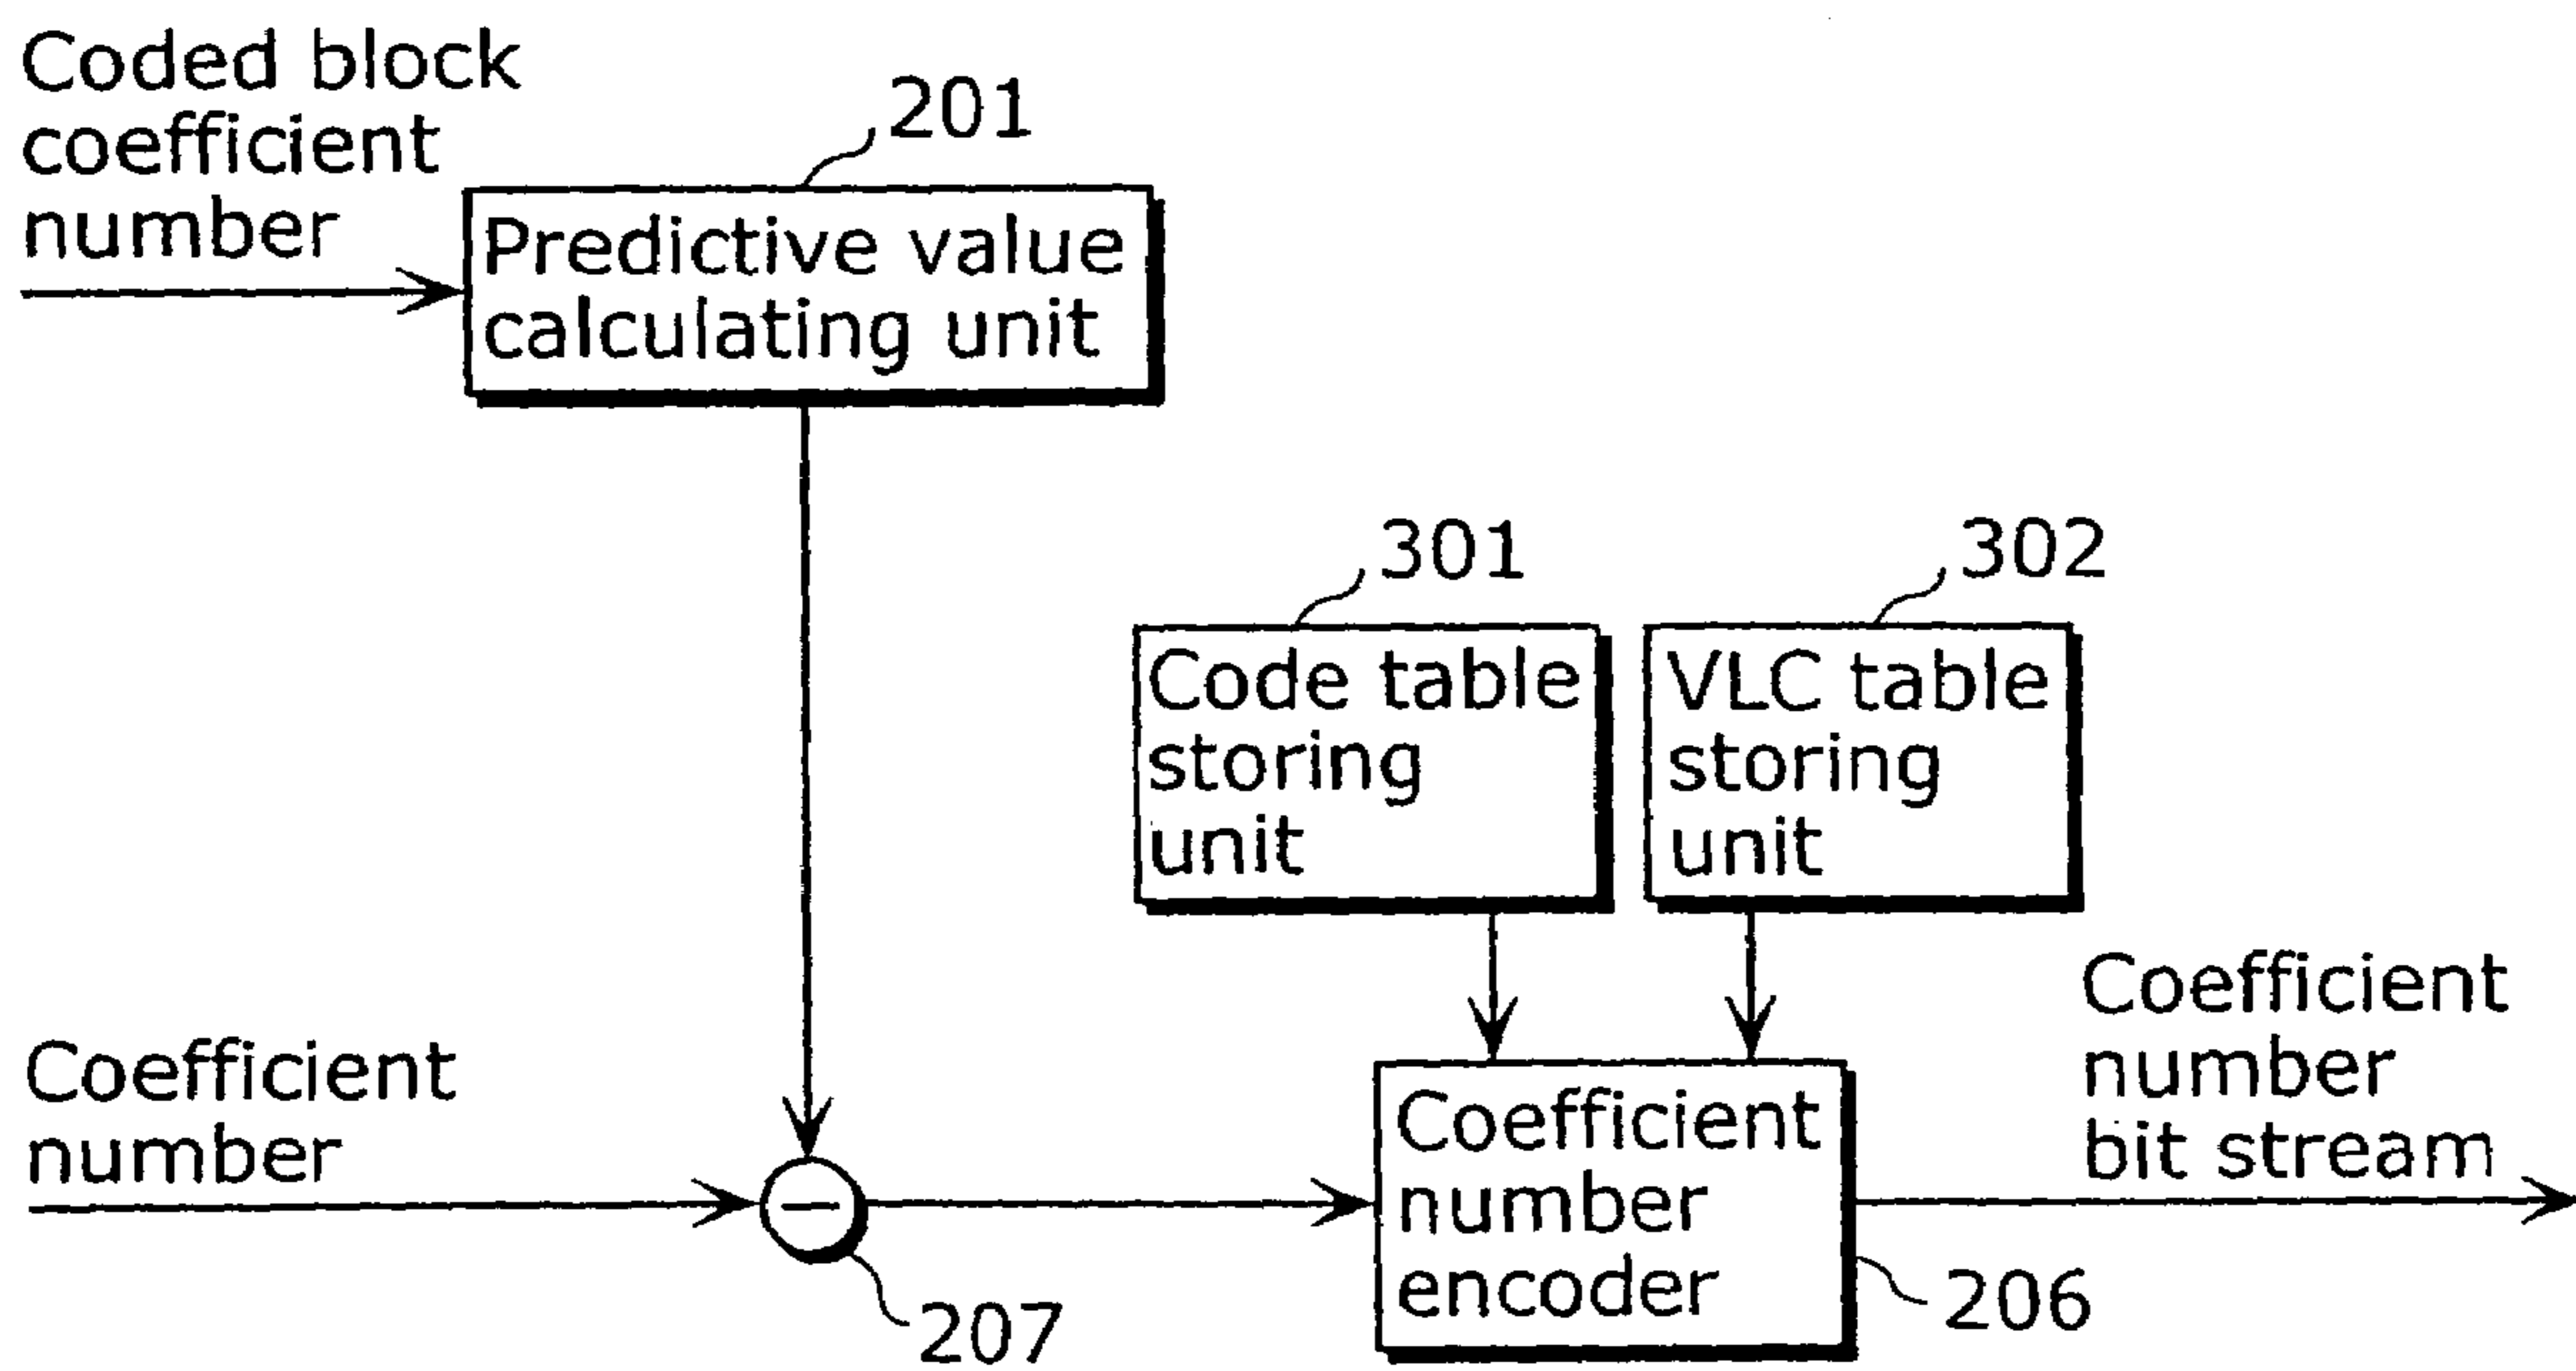 Coded block
coefficient
number
201
Predictive value
calculating unit
301
302
Code table
storing
unit
VLC table
storing
unit
Coefficient
number
207
Coefficient
number
encoder
206
Coefficient
number
bit stream